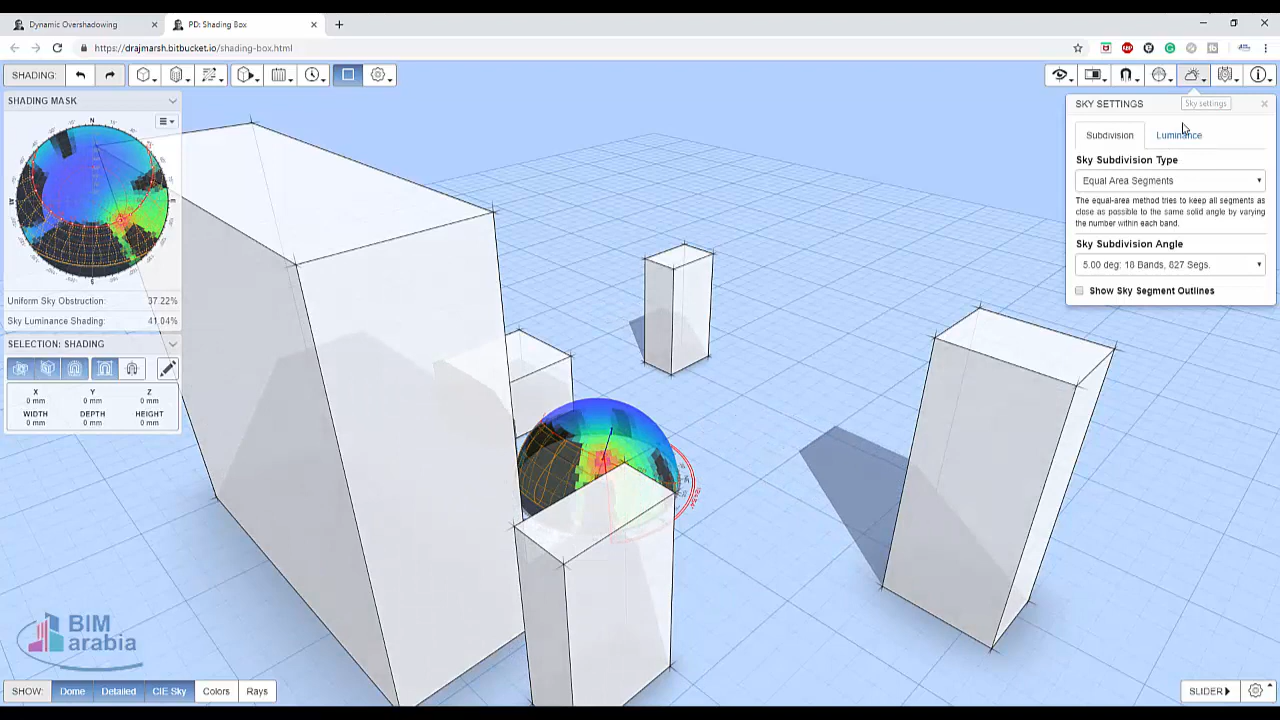 Dynamic Overshadowing
PD: Shading Box
https://drajmarsh.bitbucket.io/shading-box.html
SHADING:
SHADING MASK
N
Uniform Sky Obstruction: 37.22%
Sky Luminance Shading: 41.04%
SELECTION: SHADING
X Y Z
0 mm 0 mm 0 mm
WIDTH DEPTH HEIGHT
0 mm 0 mm 0 mm
SKY SETTINGS
Sky settings
Subdivision
Luminance
Sky Subdivision Type
Equal Area Segments
The equal-area method tries to keep all segments as
close as possible to the same solid angle by varying
the number within each band.
Sky Subdivision Angle
5.00 deg: 18 Bands, 827 Segs.
Show Sky Segment Outlines
BIM
arabia
SHOW: Dome Detailed CIE Sky Colors Rays
SLIDER